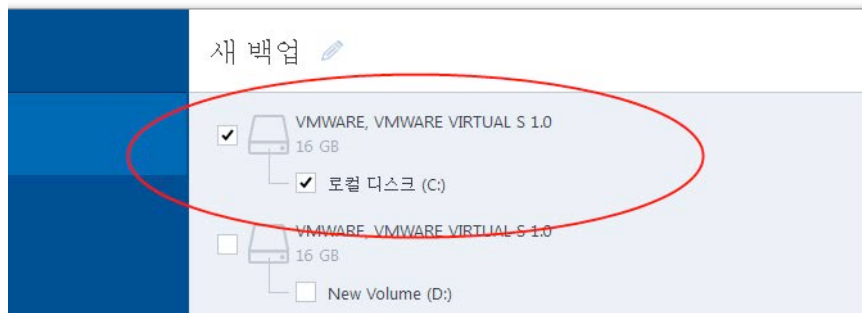 새 백업
VMWARE, VMWARE VIRTUAL S 1.0
16 GB
로컬 디스크 (C:)
VMWARE, VMWARE VIRTUAL S 1.0
16 GB
New Volume (D:)